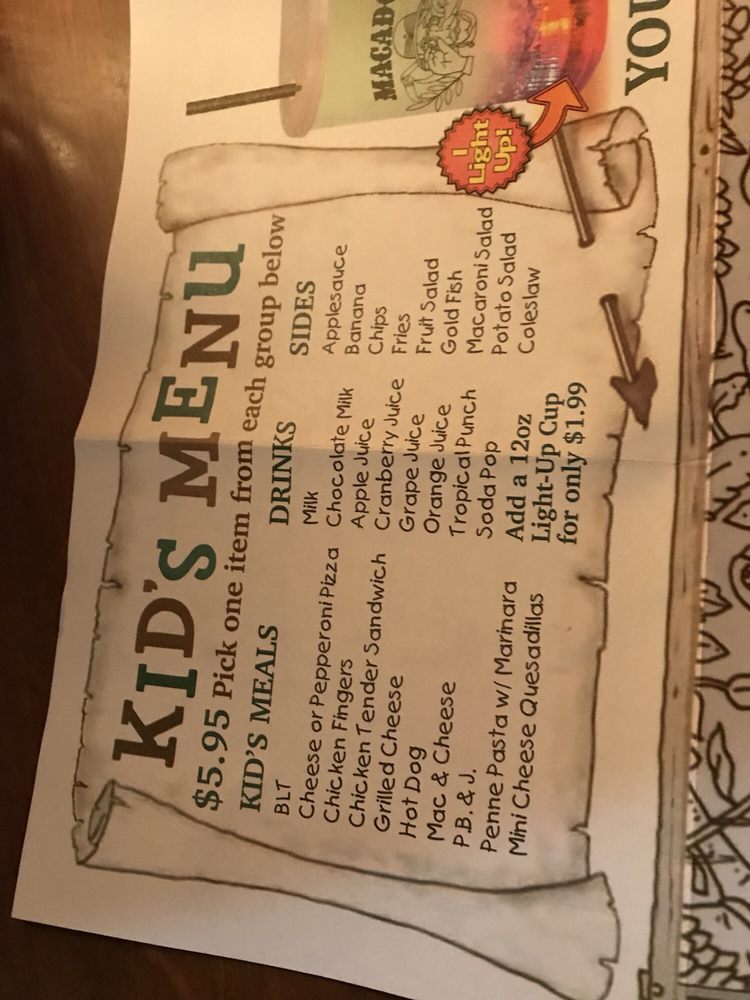 KID'S MENU
$5.95 Pick one item from each group below
KID'S MEALS
BLT
Cheese or Pepperoni Pizza
Chicken Fingers
Chicken Tender Sandwich
Grilled Cheese
Hot Dog
Mac & Cheese
P.B. & J.
Penne Pasta w/ Marinara
Mini Cheese Quesadillas
DRINKS
Milk
Chocolate Milk
Apple Juice
Cranberry Juice
Grape Juice
Orange Juice
Tropical Punch
Soda Pop
Add a 12oz
Light-Up Cup
for only $1.99
SIDES
Applesauce
Banana
Chips
Fries
Fruit Salad
Gold Fish
Macaroni Salad
Potato Salad
Coleslaw
I
Light
Up!
MACADO
YOU